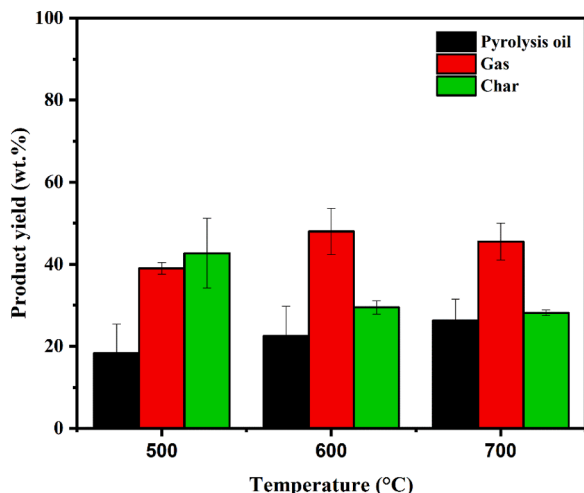 100
80
60
40
20
0
Product yield (wt.%)
Pyrolysis oil
Gas
Char
500
600
700
Temperature (°C)